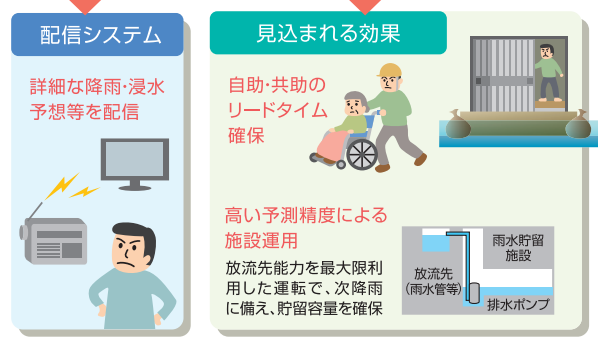 配信システム
詳細な降雨･浸水
予想等を配信
見込まれる効果
自助･共助の
リードタイム
確保
高い予測精度による
施設運用
放流先能力を最大限利
用した運転で、次降雨
に備え、貯留容量を確保
雨水貯留
施設
放流先
(雨水管等)
排水ポンプ